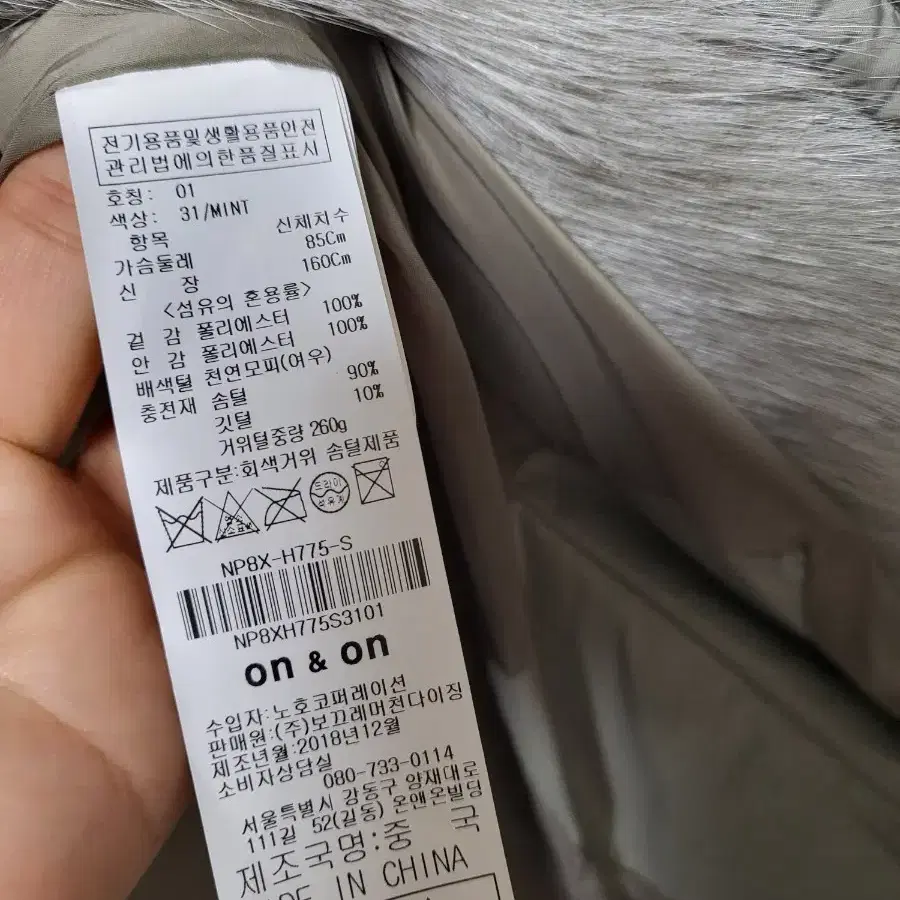 전기용품및생활용품안전
관리법에의한품질표시
호칭: 01
색상: 31/MINT
항목 신체치수
가슴둘레 85Cm
신 장 160Cm
<섬유의 혼용률>
겉 감 폴리에스터 100%
안 감 폴리에스터 100%
배색털 천연모피(여우)
충전재 솜털 90%
깃털 10%
거위털중량 260g
제품구분:회색거위 솜털제품
드라이
석유계
NP8X-H775-S
NP8XH775S3101
on & on
수입자:노호코퍼레이션
판매원:(주)보끄레머천다이징
제조년월:2018년12월
소비자상담실
080-733-0114
서울특별시 강동구 양재대로
111길 52(길동) 온앤온빌딩
제조국명:중 국
MADE IN CHINA